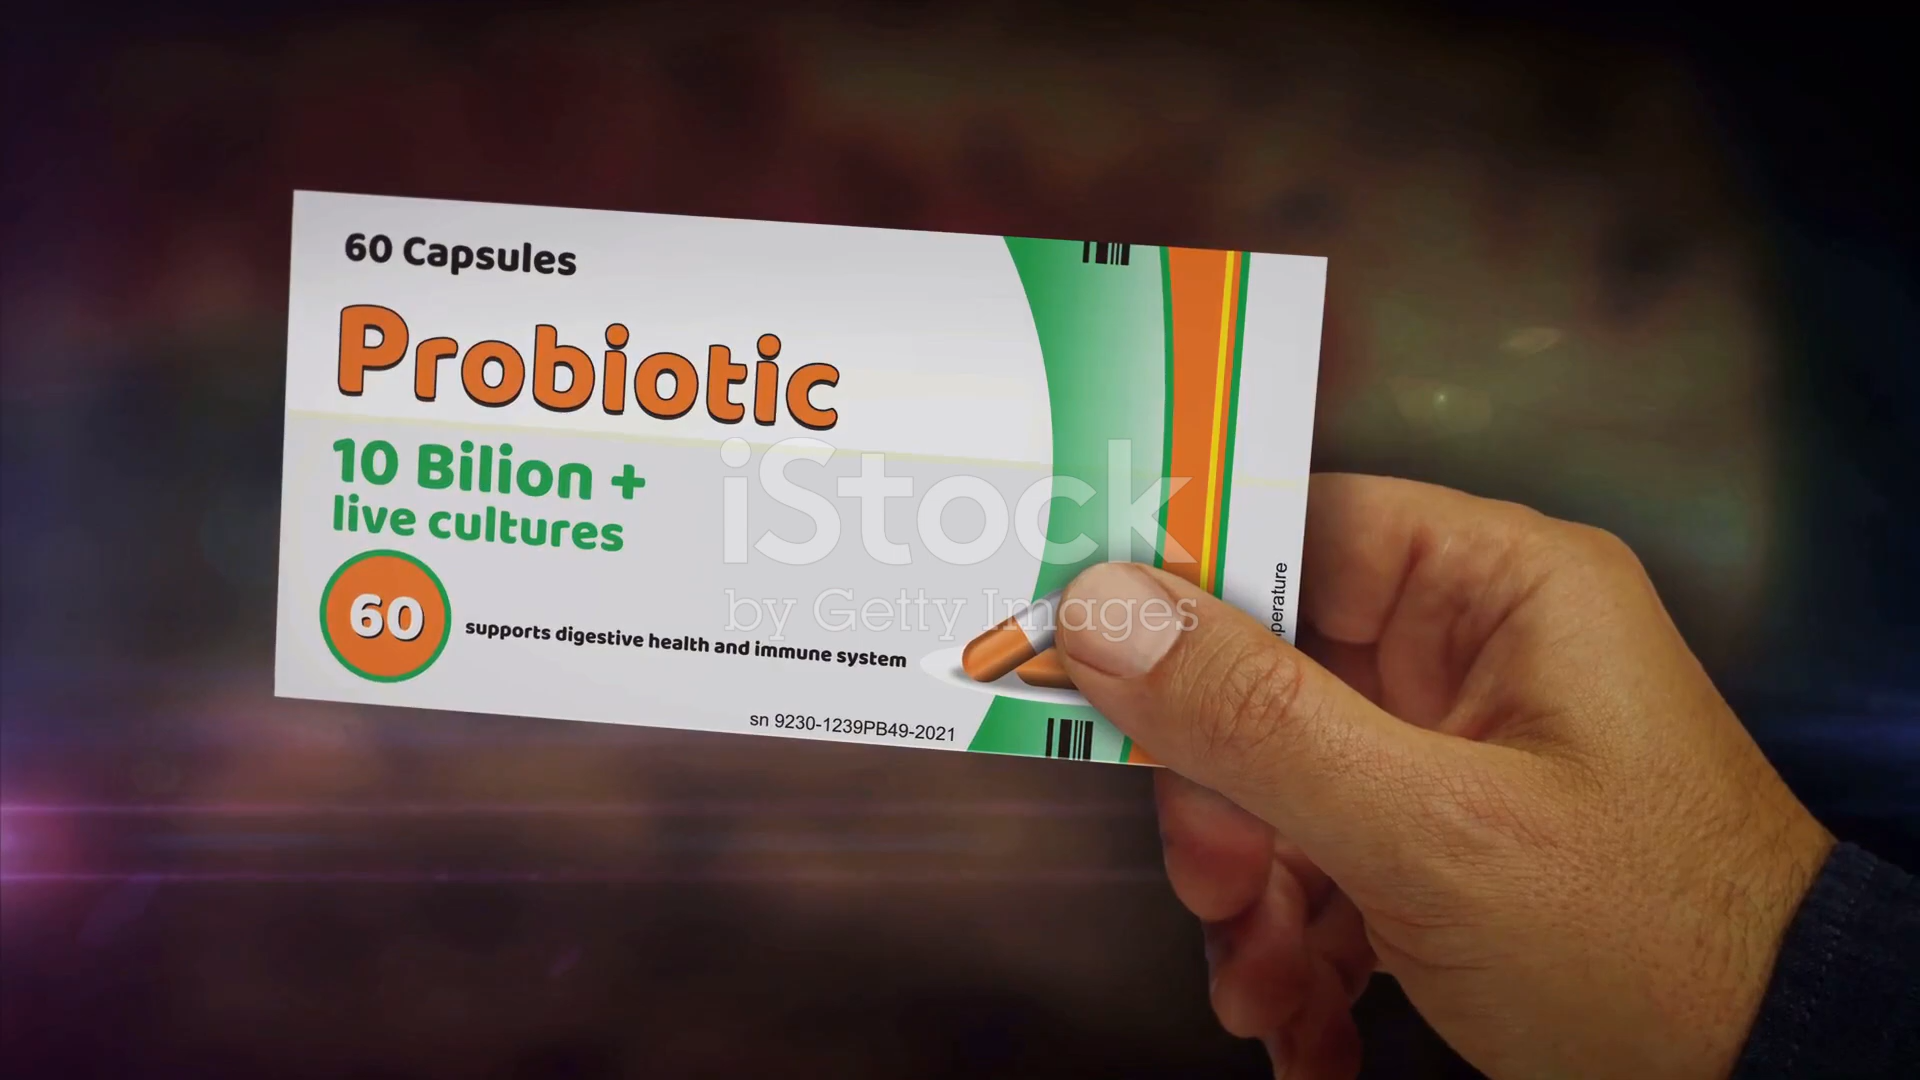 60 Capsules
Probiotic
10 Bilion +
live cultures
60
supports digestive health and immune system
sn 9230-1239PB49-2021
iStock
by Getty Images